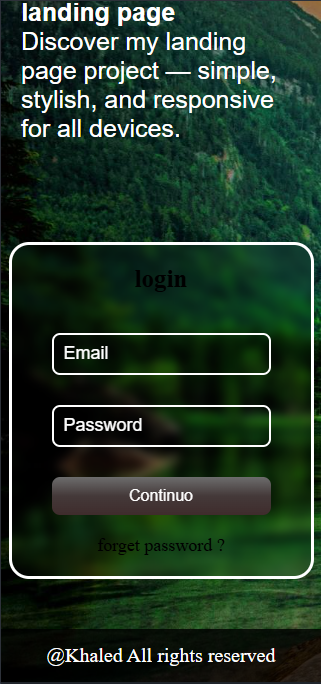 landing page
Discover my landing
page project — simple,
stylish, and responsive
for all devices.
login
Email
Password
Continuo
forget password ?
@Khaled All rights reserved